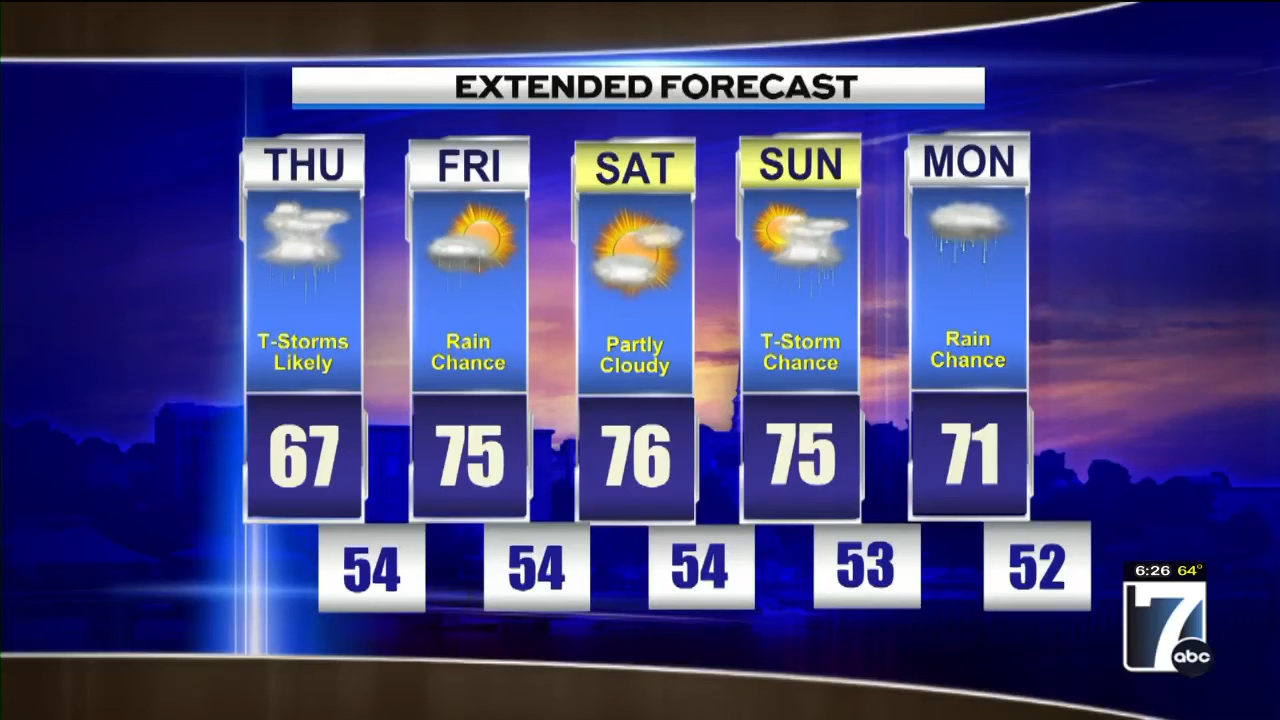 EXTENDED FORECAST
THU FRI SAT SUN MON
T-Storms
Likely
Rain
Chance
Partly
Cloudy
T-Storm
Chance
Rain
Chance
67 75 76 75 71
54 54 54 53 52
6:26 64°
7
abc